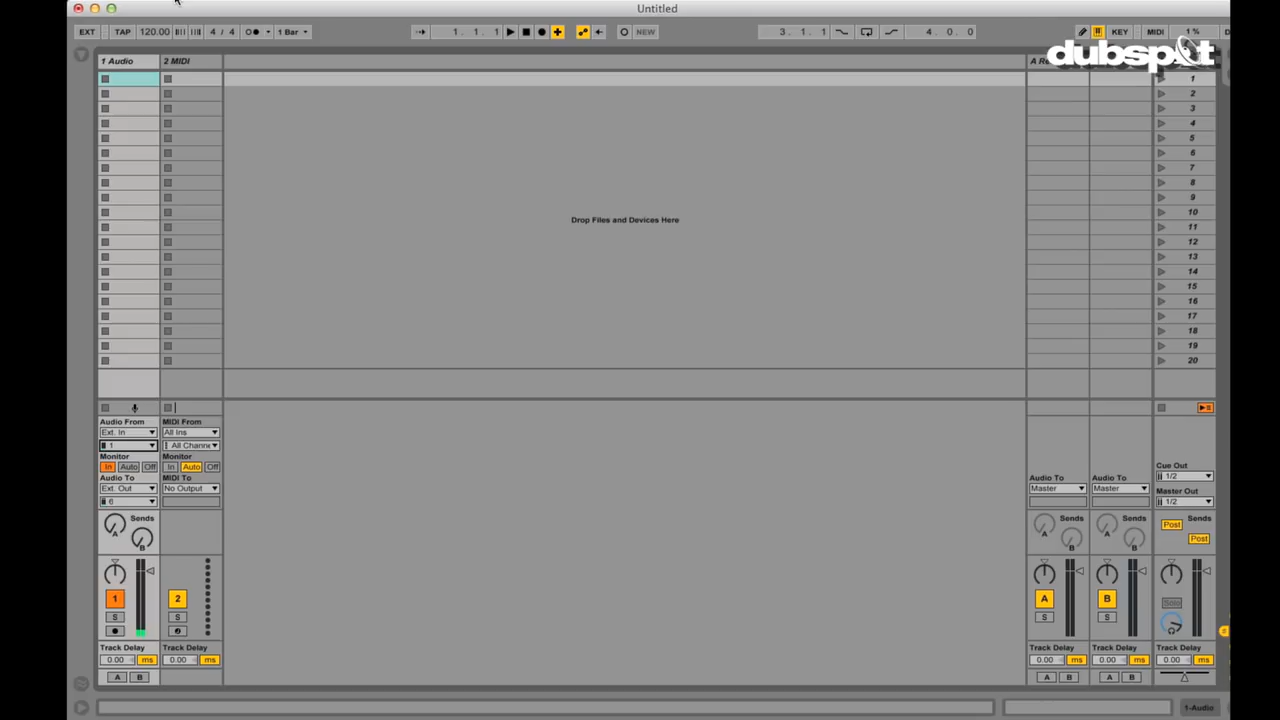 Untitled
EXT TAP 120.00 4 / 4 1 Bar 1. 1. 1 NEW 3. 1. 1 4. 0. 0 KEY MIDI 1 % D
dubspot
1 Audio 2 MIDI A Re
1
2
3
4
5
6
7
8
9
10
11
12
13
14
15
16
17
18
19
20
Drop Files and Devices Here
Audio From MIDI From
Ext. In All Ins
1 All Channe
Monitor Monitor
In Auto Off In Auto Off
Audio To MIDI To
Ext. Out No Output
6
Sends
A
B
1 2
S S
Track Delay Track Delay
0.00 ms 0.00 ms
A B
Audio To Audio To
Master Master
Cue Out
1/2
Master Out
1/2
Sends Sends Post Sends
A B A B Post
A B Solo
S S
Track Delay Track Delay Track Delay
0.00 ms 0.00 ms 0.00 ms
A B A B
1-Audio